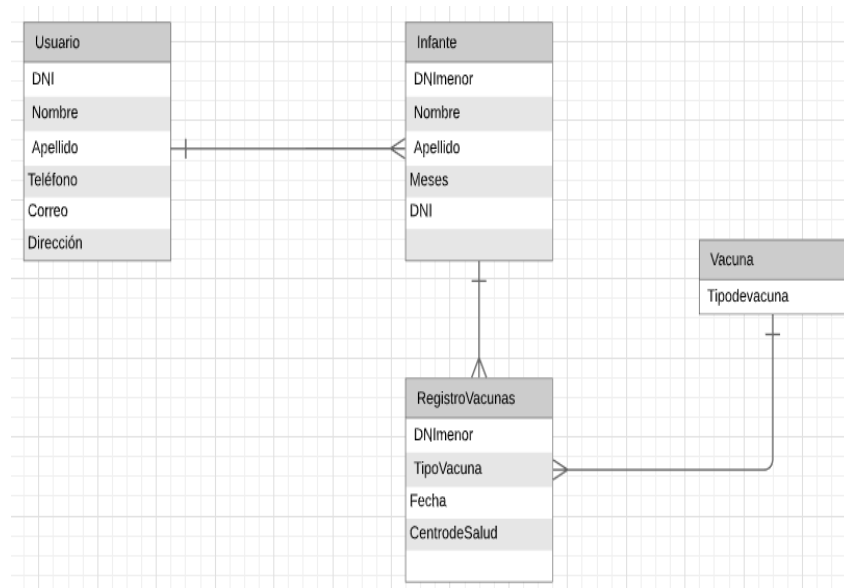 Usuario
DNI
Nombre
Apellido
Teléfono
Correo
Dirección
Infante
DNImenor
Nombre
Apellido
Meses
DNI
Vacuna
Tipodevacuna
RegistroVacunas
DNImenor
TipoVacuna
Fecha
CentrodeSalud